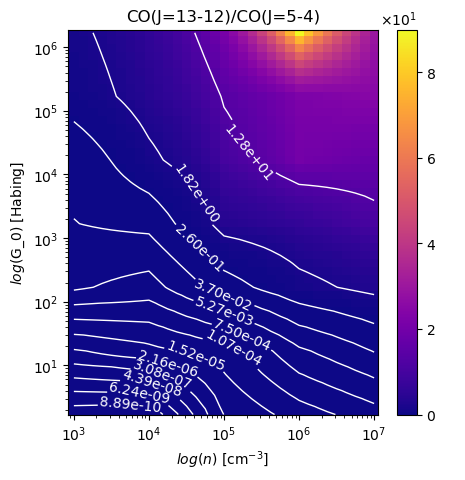 CO(J=13-12)/CO(J=5-4)
×10¹
10⁶
10⁵
10⁴
10³
10²
10¹
log(G_0) [Habing]
1.28e+01
1.82e+00
2.60e-01
3.70e-02
5.27e-03
7.50e-04
1.07e-04
1.52e-05
2.16e-06
3.08e-07
4.39e-08
6.24e-09
8.89e-10
8
6
4
2
0
10³ 10⁴ 10⁵ 10⁶ 10⁷
log(n) [cm⁻³]